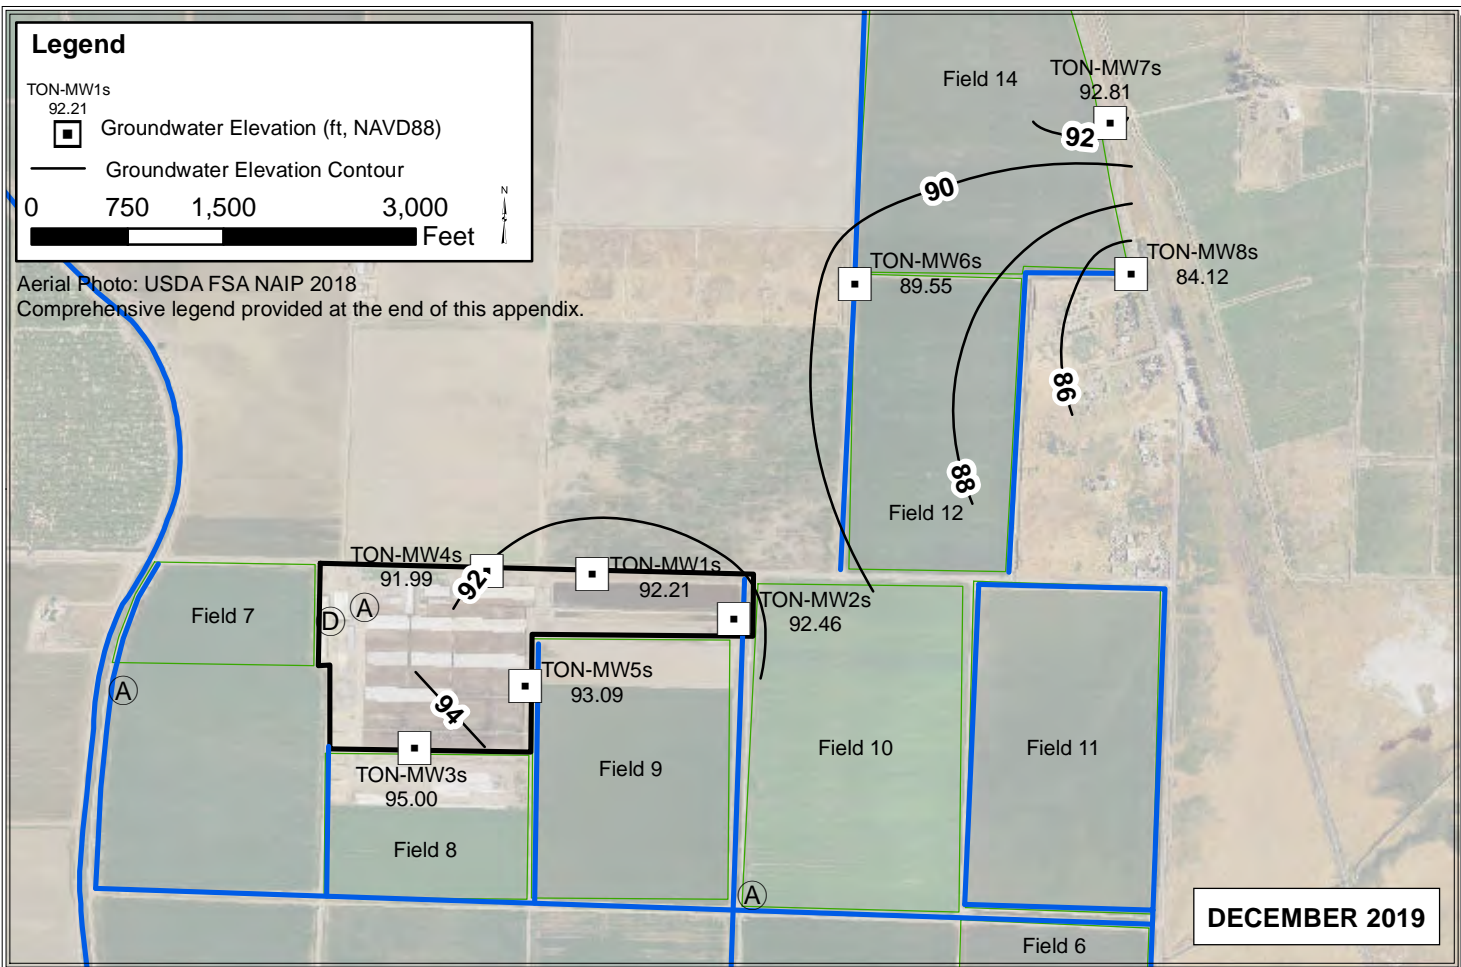 Legend
TON-MW1s
92.21
Groundwater Elevation (ft, NAVD88)
Groundwater Elevation Contour
0 750 1,500 3,000
Feet
N
Aerial Photo: USDA FSA NAIP 2018
Comprehensive legend provided at the end of this appendix.
Field 14
TON-MW7s
92.81
92
90
TON-MW6s
89.55
TON-MW8s
84.12
86
88
Field 12
TON-MW4s
91.99
92
TON-MW1s
92.21
TON-MW2s
92.46
Field 7
D
A
A
TON-MW5s
93.09
94
TON-MW3s
95.00
Field 8
Field 9
Field 10
Field 11
A
Field 6
DECEMBER 2019